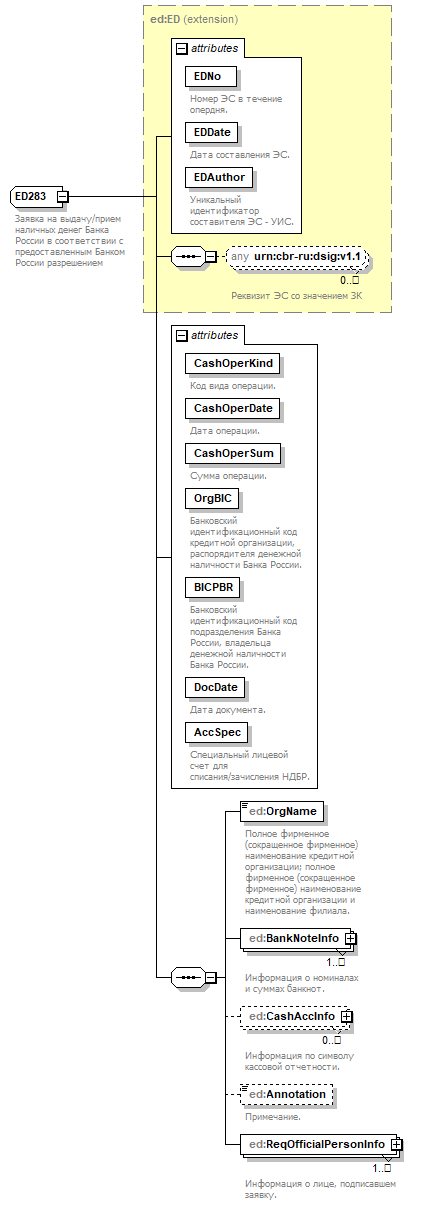 ed:ED (extension)
attributes
EDNo
Номер ЭС в течение
опердня.
EDDate
Дата составления ЭС.
EDAuthor
Уникальный
идентификатор
составителя ЭС - УИС.
ED283
Заявка на выдачу/прием
наличных денег Банка
России в соответствии с
предоставленным Банком
России разрешением
any urn:cbr-ru:dsig:v1.1
0..□
Реквизит ЭС со значением ЗК
attributes
CashOperKind
Код вида операции.
CashOperDate
Дата операции.
CashOperSum
Сумма операции.
OrgBIC
Банковский
идентификационный код
кредитной организации,
распорядителя денежной
наличности Банка России.
BICPBR
Банковский
идентификационный код
подразделения Банка
России, владельца
денежной наличности
Банка России.
DocDate
Дата документа.
AccSpec
Специальный лицевой
счет для
списания/зачисления НДБР.
ed:OrgName
Полное фирменное
(сокращенное фирменное)
наименование кредитной
организации; полное
фирменное (сокращенное
фирменное) наименование
кредитной организации и
наименование филиала.
ed:BankNoteInfo
1..□
Информация о номиналах
и суммах банкнот.
ed:CashAccInfo
0..□
Информация по символу
кассовой отчетности.
ed:Annotation
Примечание.
ed:ReqOfficialPersonInfo
1..□
Информация о лице, подписавшем
заявку.